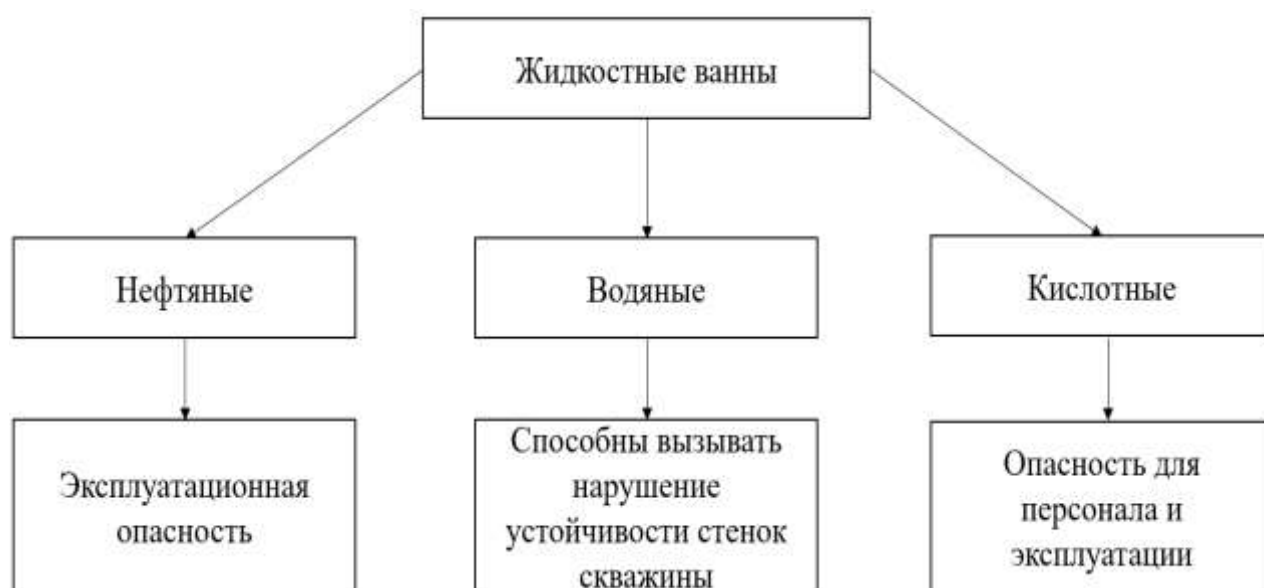 Жидкостные ванны
Нефтяные
Водяные
Кислотные
Эксплуатационная
опасность
Способны вызывать
нарушение
устойчивости стенок
скважины
Опасность для
персонала и
эксплуатации